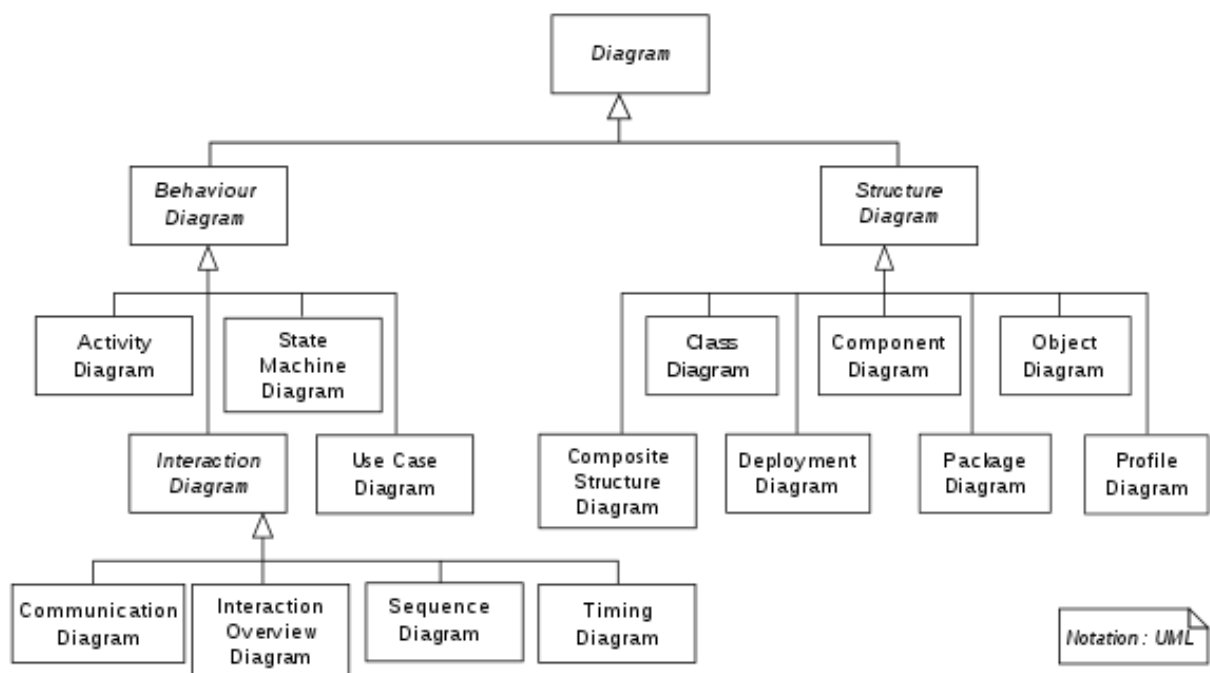 Diagram
Behaviour
Diagram
Structure
Diagram
Activity
Diagram
State
Machine
Diagram
Class
Diagram
Component
Diagram
Object
Diagram
Interaction
Diagram
Use Case
Diagram
Composite
Structure
Diagram
Deployment
Diagram
Package
Diagram
Profile
Diagram
Communication
Diagram
Interaction
Overview
Diagram
Sequence
Diagram
Timing
Diagram
Notation : UML